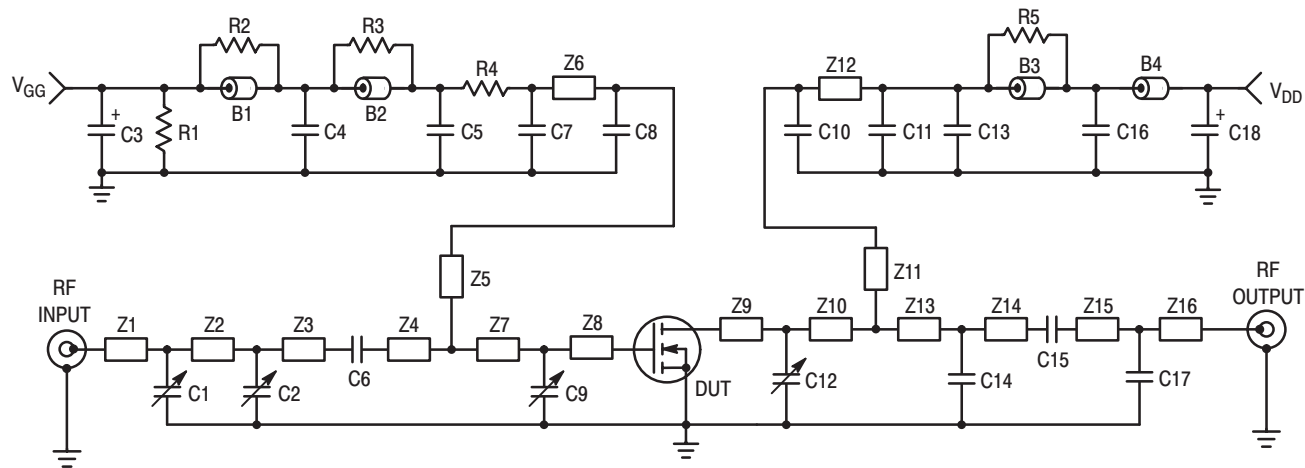 R2 R3 R5
V_GG B1 B2 R4 Z6 Z12 B3 B4 V_DD
+ C3 R1 C4 C5 C7 C8 C10 C11 C13 C16 + C18
Z5 Z11
RF INPUT
RF OUTPUT
Z1 Z2 Z3 Z4 Z7 Z8 Z9 Z10 Z13 Z14 Z15 Z16
C6 C15
C1 C2 C9 DUT C12 C14 C17